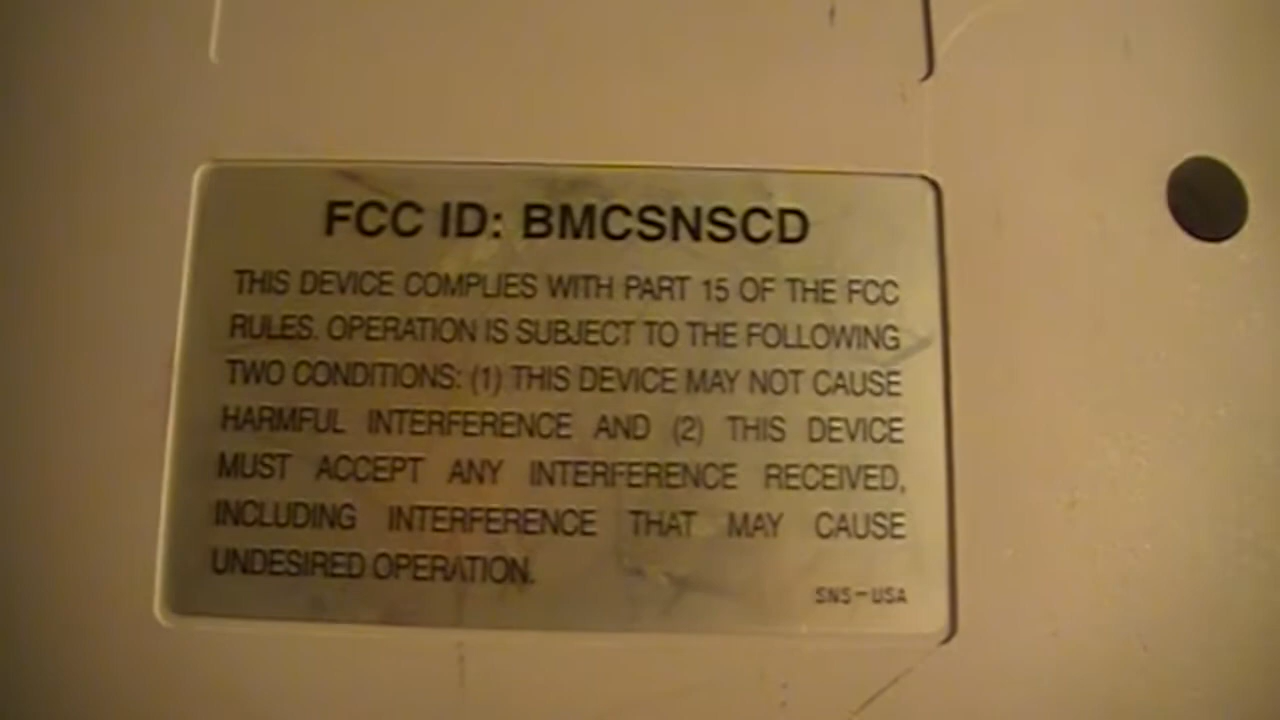 FCC ID: BMCSNSCD
THIS DEVICE COMPLIES WITH PART 15 OF THE FCC
RULES. OPERATION IS SUBJECT TO THE FOLLOWING
TWO CONDITIONS: (1) THIS DEVICE MAY NOT CAUSE
HARMFUL INTERFERENCE AND (2) THIS DEVICE
MUST ACCEPT ANY INTERFERENCE RECEIVED,
INCLUDING INTERFERENCE THAT MAY CAUSE
UNDESIRED OPERATION.
SNS-USA